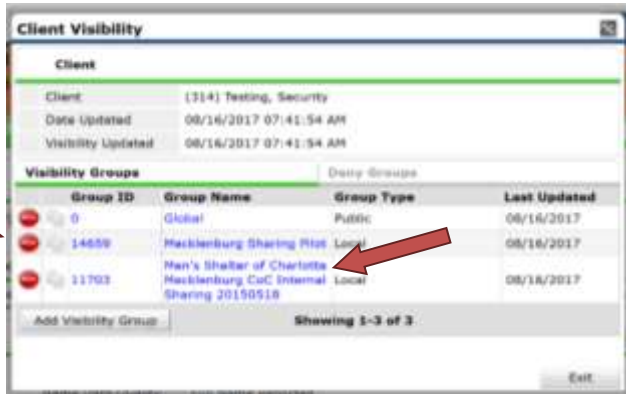 Client Visibility
Client
Client (314) Testing, Security
Date Updated 08/16/2017 07:41:54 AM
Visibility Updated 08/16/2017 07:41:54 AM
Visibility Groups Deny Groups
Group ID Group Name Group Type Last Updated
0 Global Public 08/16/2017
14659 Mecklenburg Sharing Pilot Local 08/16/2017
Men's Shelter of Charlotte
11703 Mecklenburg CoC Internal Local 08/16/2017
Sharing 20150518
Add Visibility Group Showing 1-3 of 3
Exit